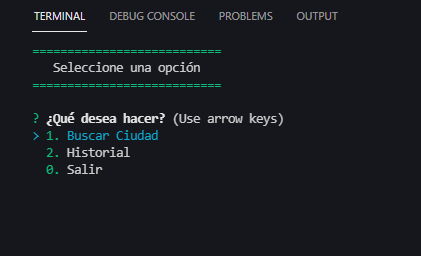 TERMINAL DEBUG CONSOLE PROBLEMS OUTPUT
===========================
Seleccione una opción
===========================
? ¿Qué desea hacer? (Use arrow keys)
> 1. Buscar Ciudad
2. Historial
0. Salir